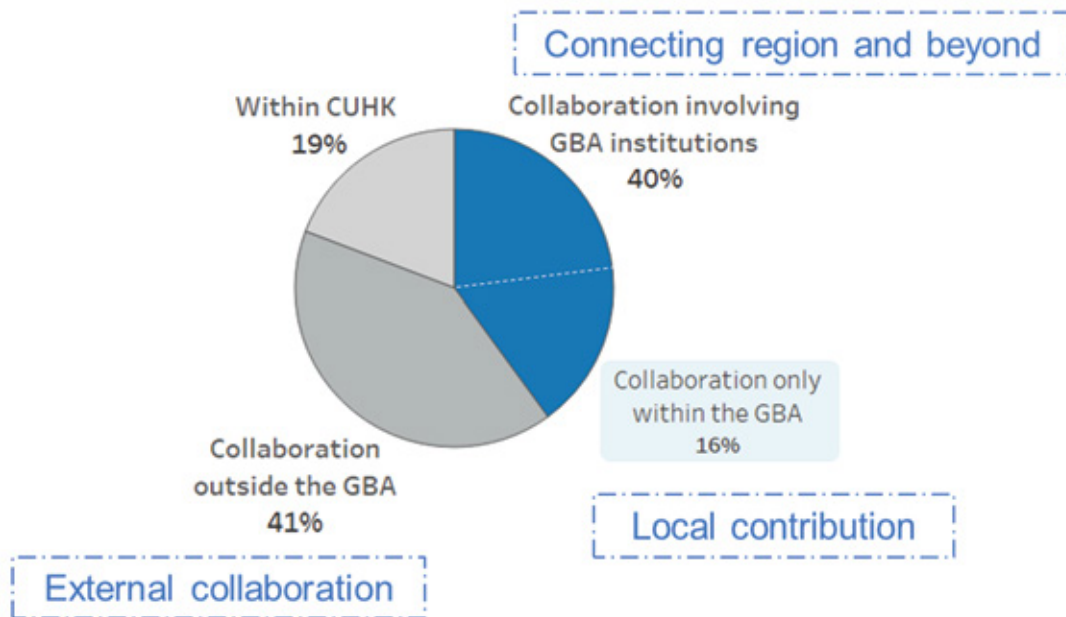 Connecting region and beyond
Within CUHK
19%
Collaboration involving
GBA institutions
40%
Collaboration only
within the GBA
16%
Collaboration
outside the GBA
41%
Local contribution
External collaboration